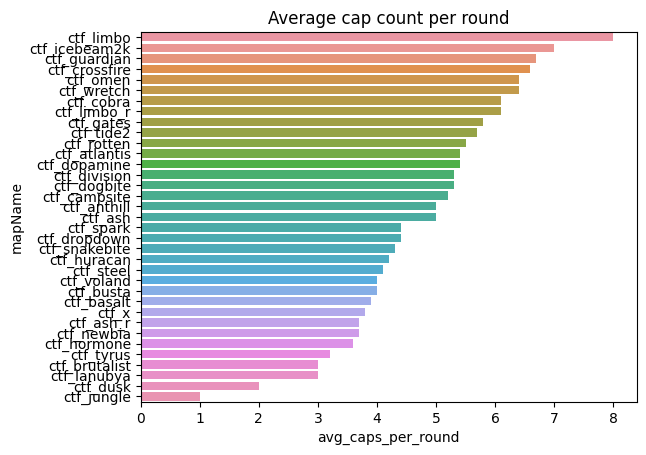 Average cap count per round
ctf_limbo
ctf_icebeam2k
ctf_guardian
ctf_crossfire
ctf_omen
ctf_wretch
ctf_cobra
ctf_limbo_r
ctf_gates
ctf_tide2
ctf_rotten
ctf_atlantis
ctf_dopamine
ctf_division
ctf_dogbite
ctf_campsite
ctf_anthill
ctf_ash
ctf_spark
ctf_dropdown
ctf_snakebite
ctf_huracan
ctf_steel
ctf_voland
ctf_busta
ctf_basalt
ctf_x
ctf_ash_r
ctf_newbia
ctf_hormone
ctf_tyrus
ctf_brutalist
ctf_lanubya
ctf_dusk
ctf_jungle
mapName
0 1 2 3 4 5 6 7 8
avg_caps_per_round